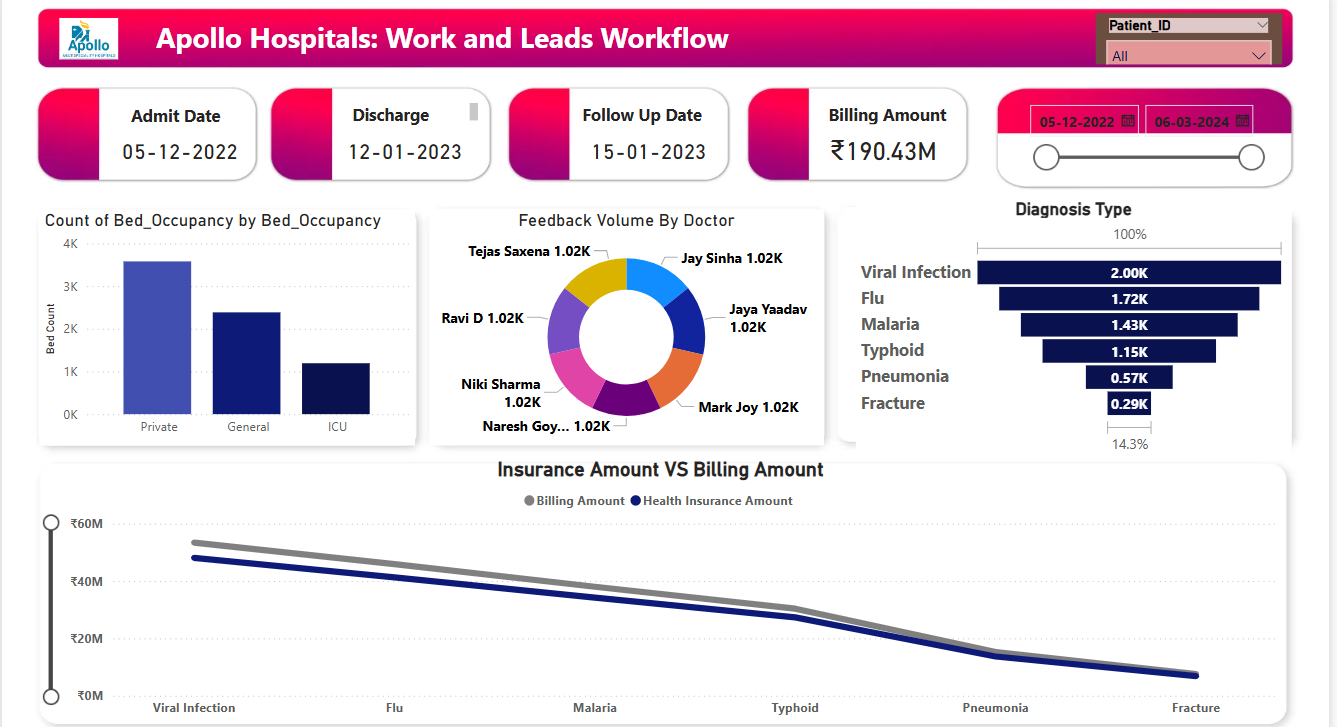 Apollo
MULTISPECIALITY HOSPITALS
Apollo Hospitals: Work and Leads Workflow
Patient_ID
All
Admit Date
05-12-2022
Discharge
12-01-2023
Follow Up Date
15-01-2023
Billing Amount
₹190.43M
05-12-2022
06-03-2024
Count of Bed_Occupancy by Bed_Occupancy
4K
3K
2K
1K
0K
Bed Count
Private
General
ICU
Feedback Volume By Doctor
Tejas Saxena 1.02K
Jay Sinha 1.02K
Ravi D 1.02K
Jaya Yaadav
1.02K
Niki Sharma
1.02K
Mark Joy 1.02K
Naresh Goy... 1.02K
Diagnosis Type
100%
Viral Infection 2.00K
Flu 1.72K
Malaria 1.43K
Typhoid 1.15K
Pneumonia 0.57K
Fracture 0.29K
14.3%
Insurance Amount VS Billing Amount
Billing Amount Health Insurance Amount
₹60M
₹40M
₹20M
₹0M
Viral Infection
Flu
Malaria
Typhoid
Pneumonia
Fracture